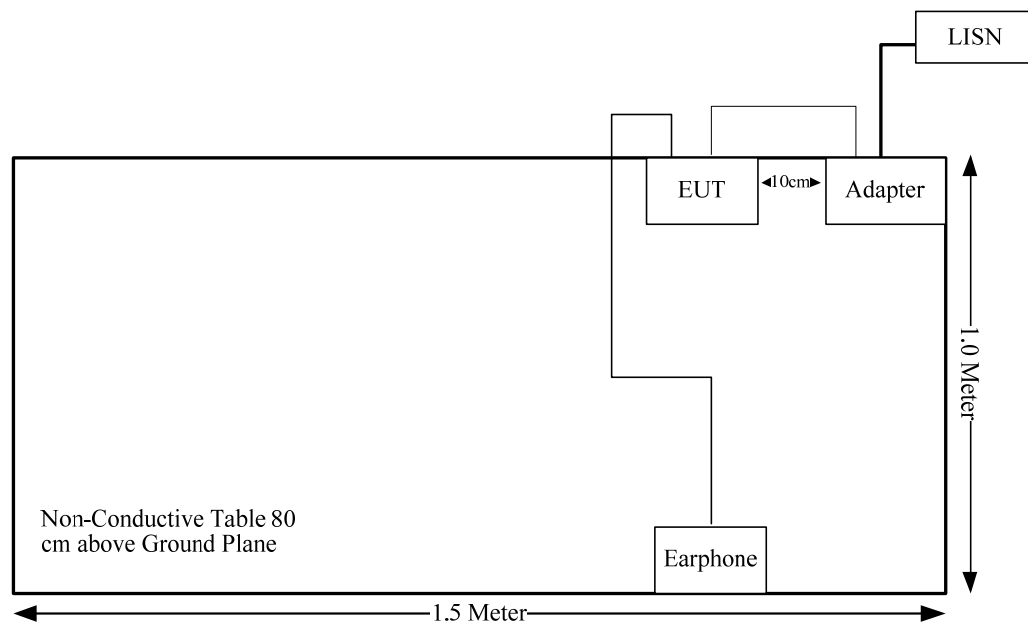 LISN
EUT
10cm
Adapter
1.0 Meter
Non-Conductive Table 80
cm above Ground Plane
Earphone
1.5 Meter